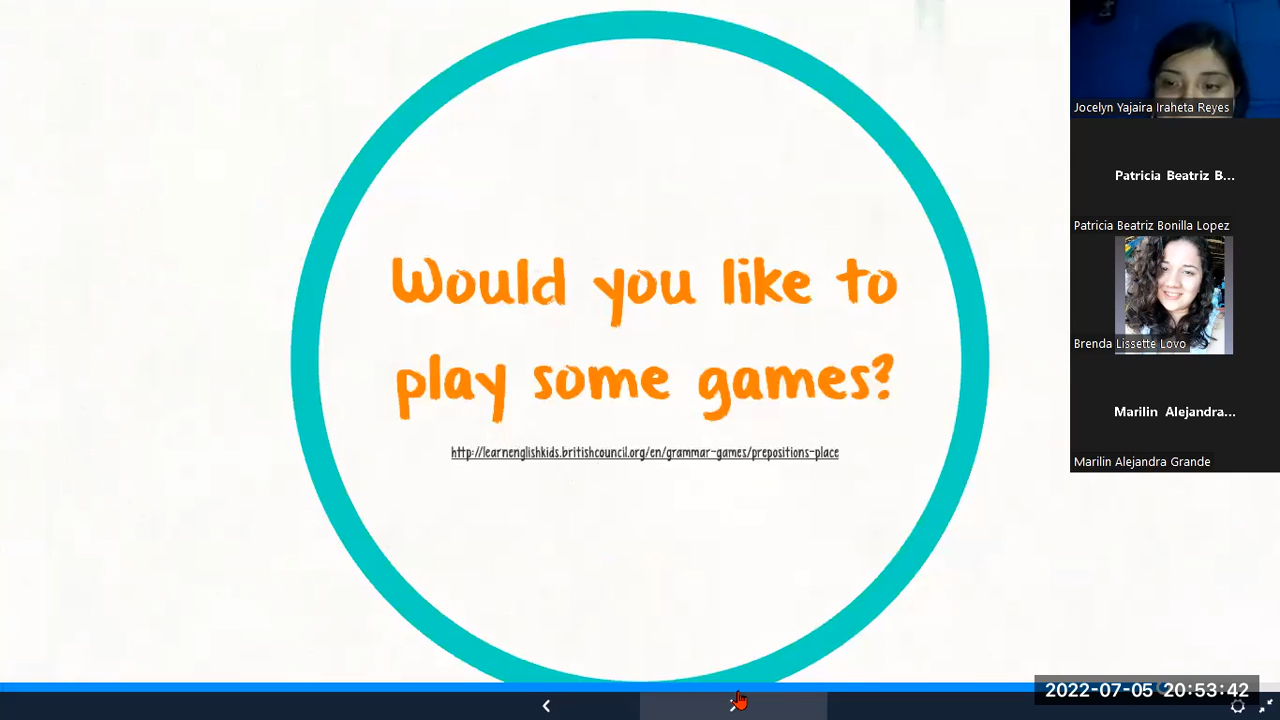 Would you like to
play some games?
http://learnenglishkids.britishcouncil.org/en/grammar-games/prepositions-place
Jocelyn Yajaira Iraheta Reyes
Patricia Beatriz B...
Patricia Beatriz Bonilla Lopez
Brenda Lissette Lovo
Marilin Alejandra...
Marilin Alejandra Grande
2022-07-05 20:53:42